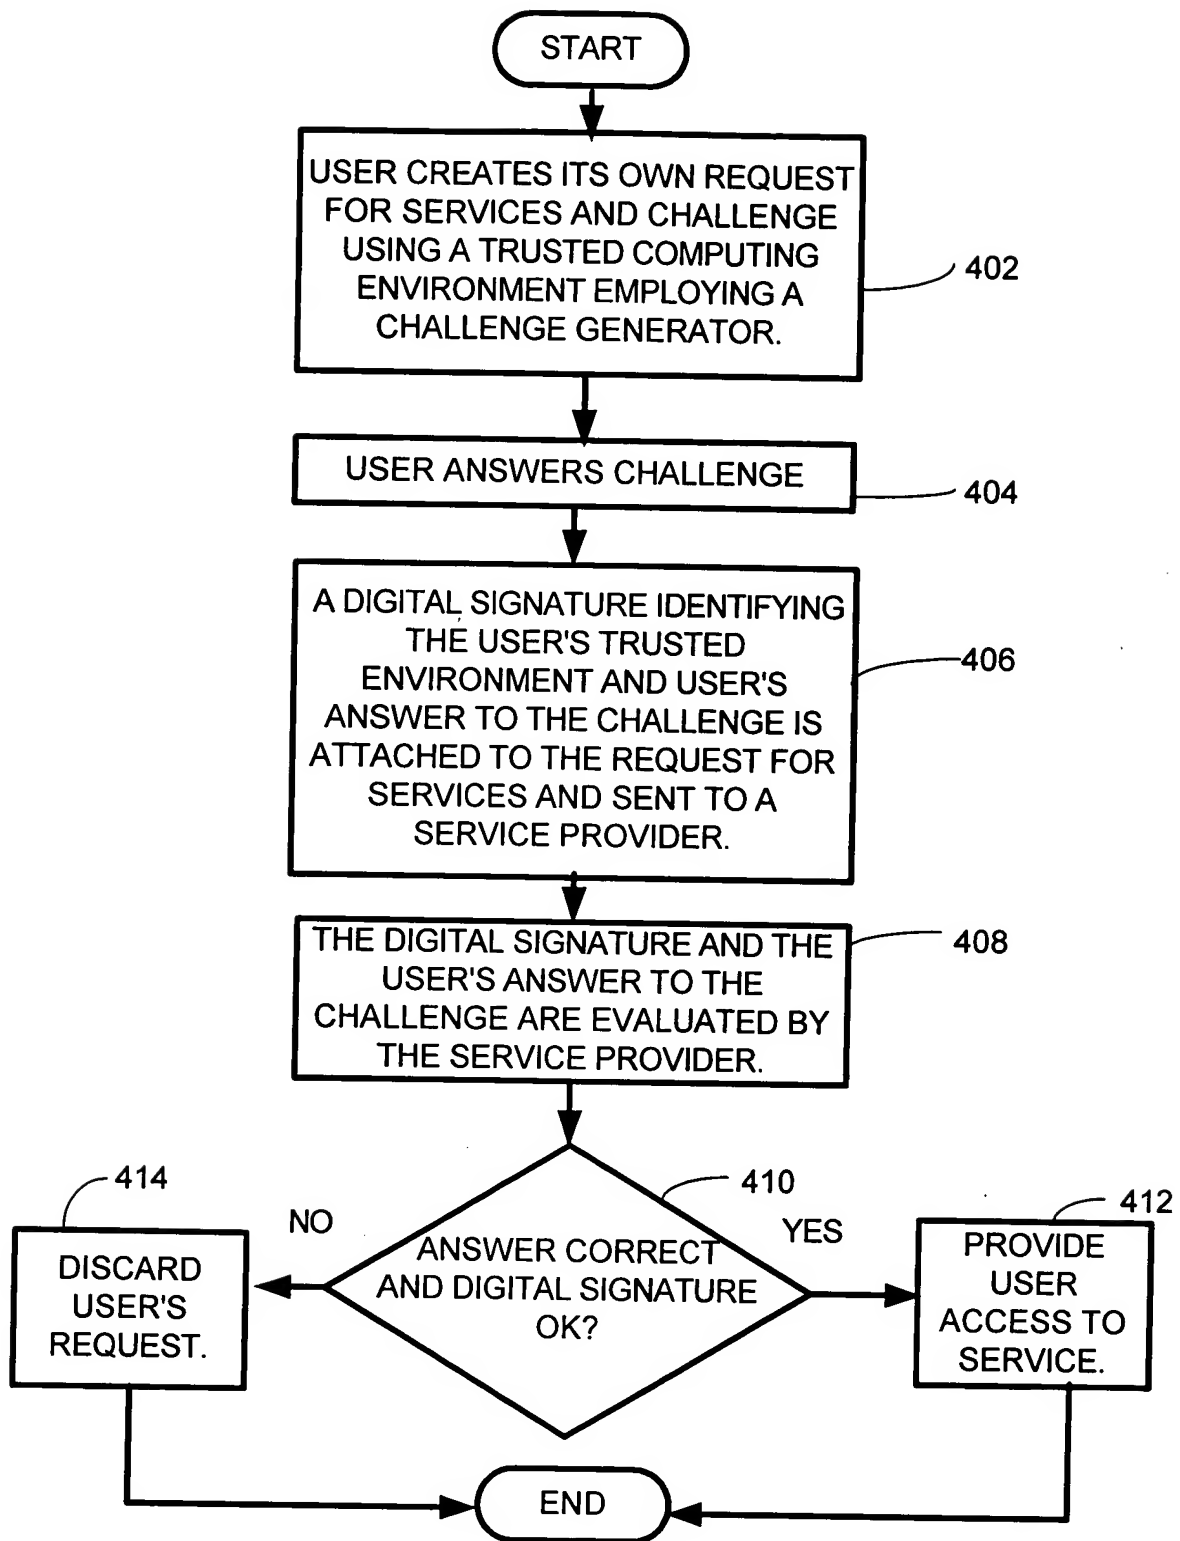 START
USER CREATES ITS OWN REQUEST
FOR SERVICES AND CHALLENGE
USING A TRUSTED COMPUTING
ENVIRONMENT EMPLOYING A
CHALLENGE GENERATOR.
402
USER ANSWERS CHALLENGE
404
A DIGITAL SIGNATURE IDENTIFYING
THE USER'S TRUSTED
ENVIRONMENT AND USER'S
ANSWER TO THE CHALLENGE IS
ATTACHED TO THE REQUEST FOR
SERVICES AND SENT TO A
SERVICE PROVIDER.
406
THE DIGITAL SIGNATURE AND THE
USER'S ANSWER TO THE
CHALLENGE ARE EVALUATED BY
THE SERVICE PROVIDER.
408
414
410
412
NO
YES
DISCARD
USER'S
REQUEST.
ANSWER CORRECT
AND DIGITAL SIGNATURE
OK?
PROVIDE
USER
ACCESS TO
SERVICE.
END